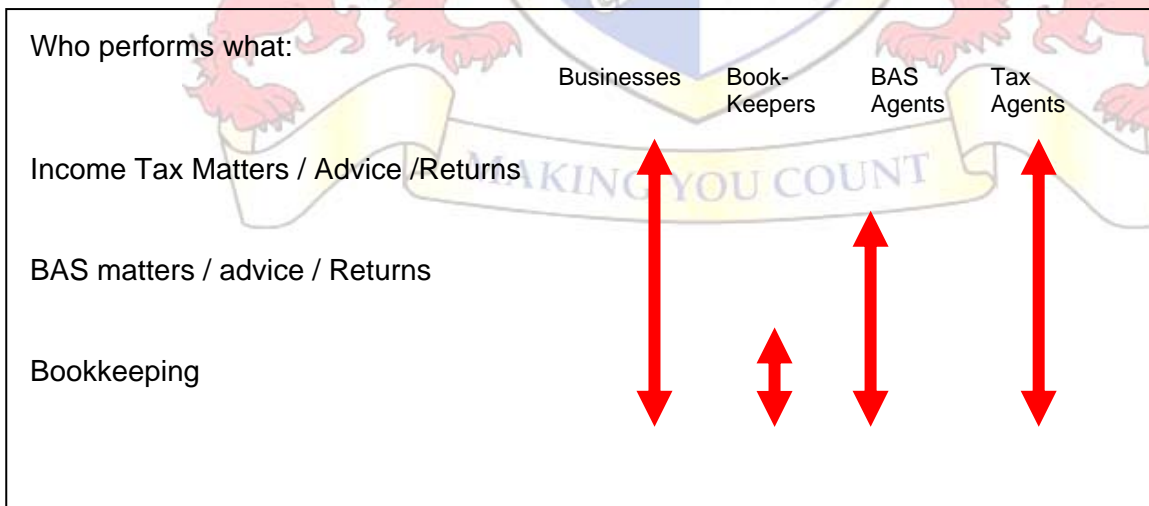 Who performs what:
Businesses Book- BAS Tax
Keepers Agents Agents
Income Tax Matters / Advice /Returns
MAKING YOU COUNT
BAS matters / advice / Returns
Bookkeeping